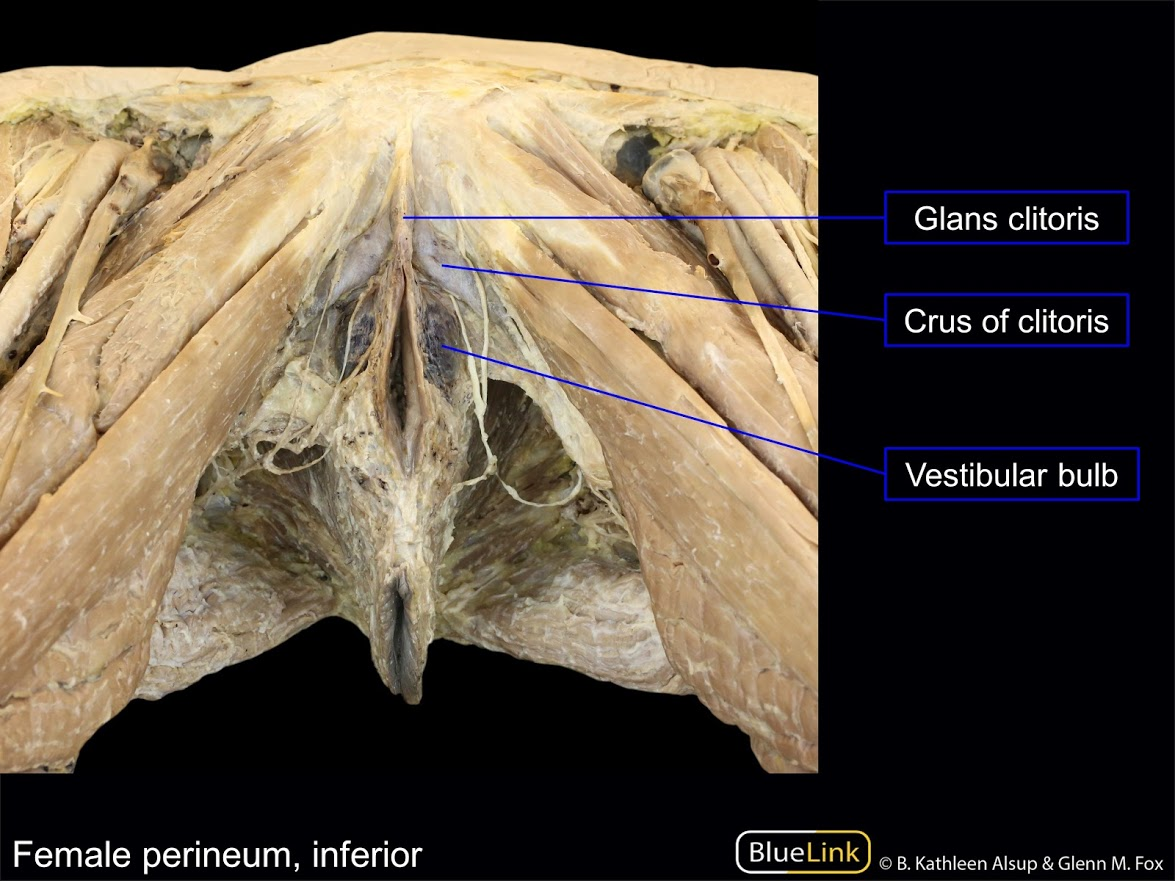 Glans clitoris
Crus of clitoris
Vestibular bulb
Female perineum, inferior
BlueLink
© B. Kathleen Alsup & Glenn M. Fox